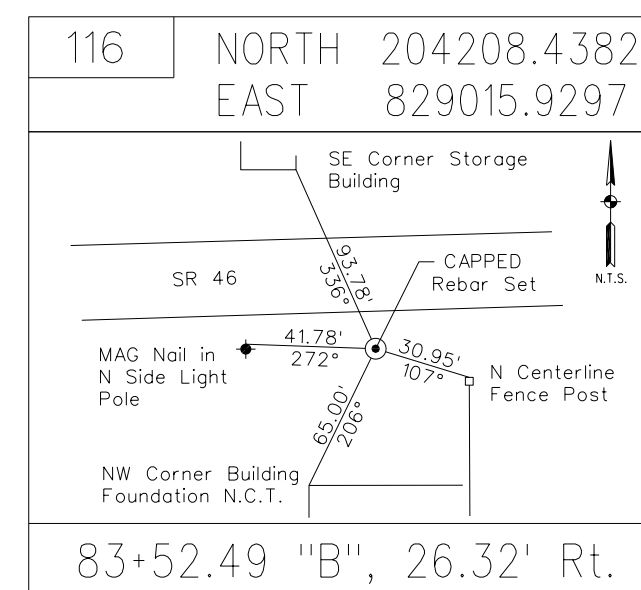 116
NORTH 204208.4382
EAST 829015.9297
SE Corner Storage
Building
N.T.S.
SR 46
93.78'
336°
CAPPED
Rebar Set
41.78'
272°
30.95'
107°
MAG Nail in
N Side Light
Pole
N Centerline
Fence Post
65.00'
206°
NW Corner Building
Foundation N.C.T.
83+52.49 "B", 26.32' Rt.